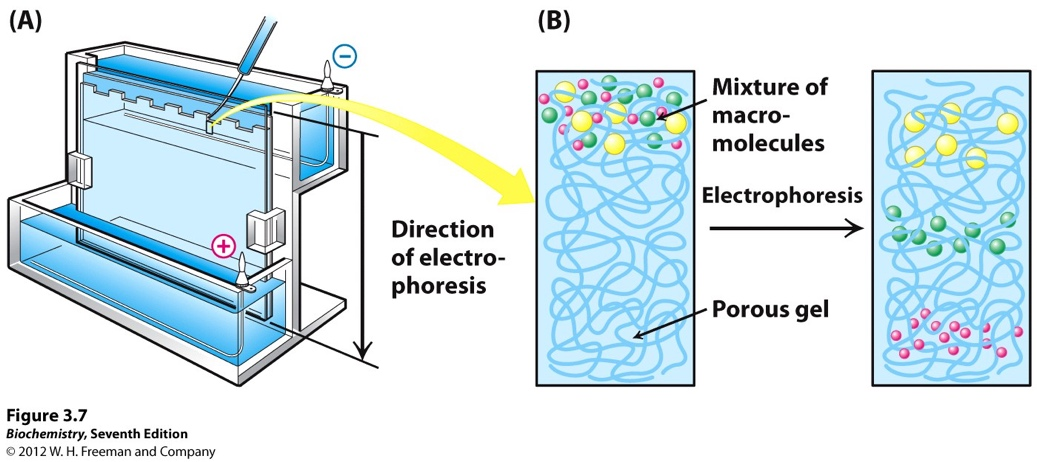 (A)
−
+
Direction
of electro-
phoresis
(B)
Mixture of
macro-
molecules
Electrophoresis
Porous gel
Figure 3.7
Biochemistry, Seventh Edition
© 2012 W. H. Freeman and Company